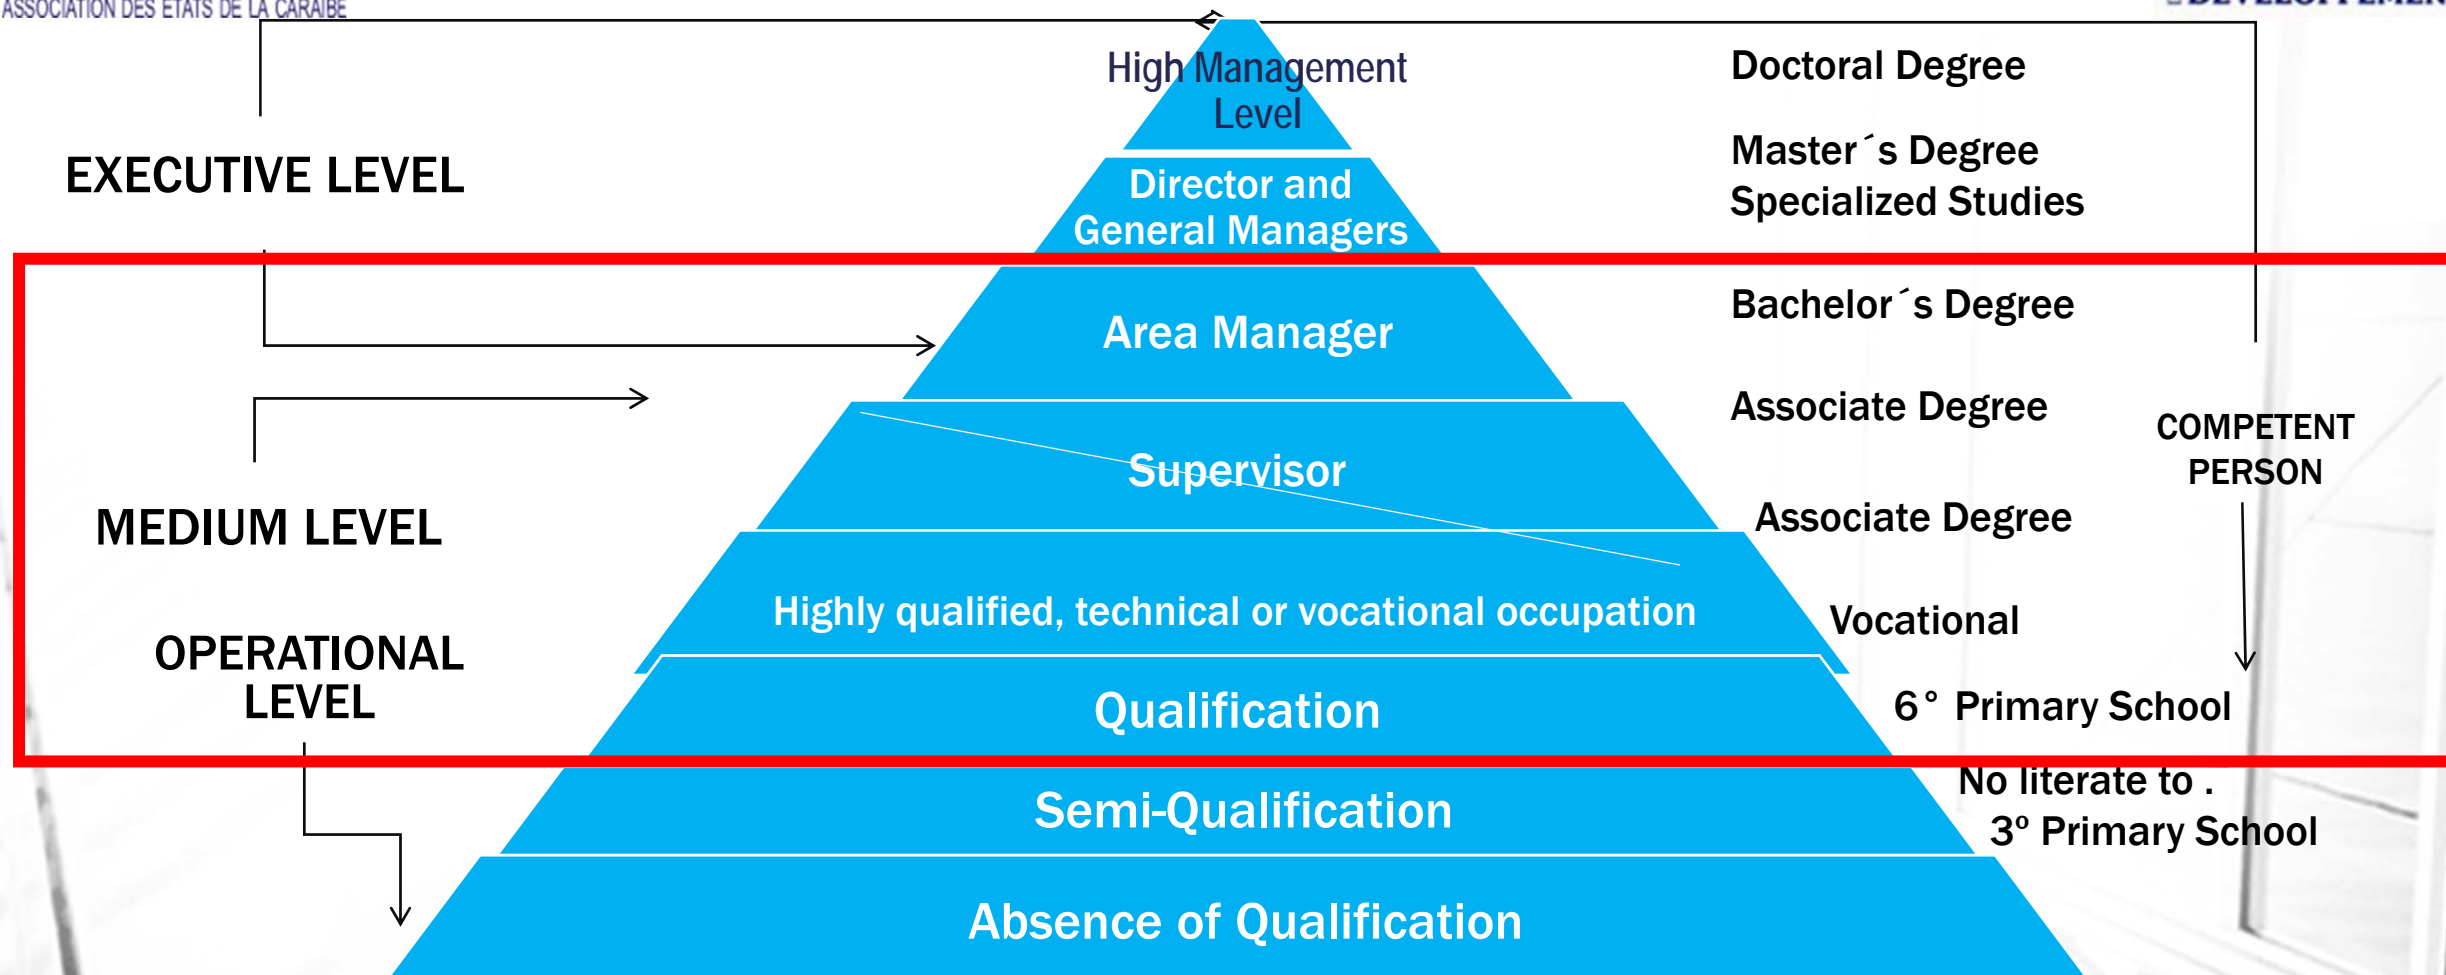 ASSOCIATION DES ETATS DE LA CARAIBE
High Management
Level
Director and
General Managers
Area Manager
Supervisor
Highly qualified, technical or vocational occupation
Qualification
Semi-Qualification
Absence of Qualification
EXECUTIVE LEVEL
MEDIUM LEVEL
OPERATIONAL
LEVEL
Doctoral Degree
Master´s Degree
Specialized Studies
Bachelor´s Degree
Associate Degree
Associate Degree
Vocational
6° Primary School
No literate to .
3º Primary School
COMPETENT
PERSON